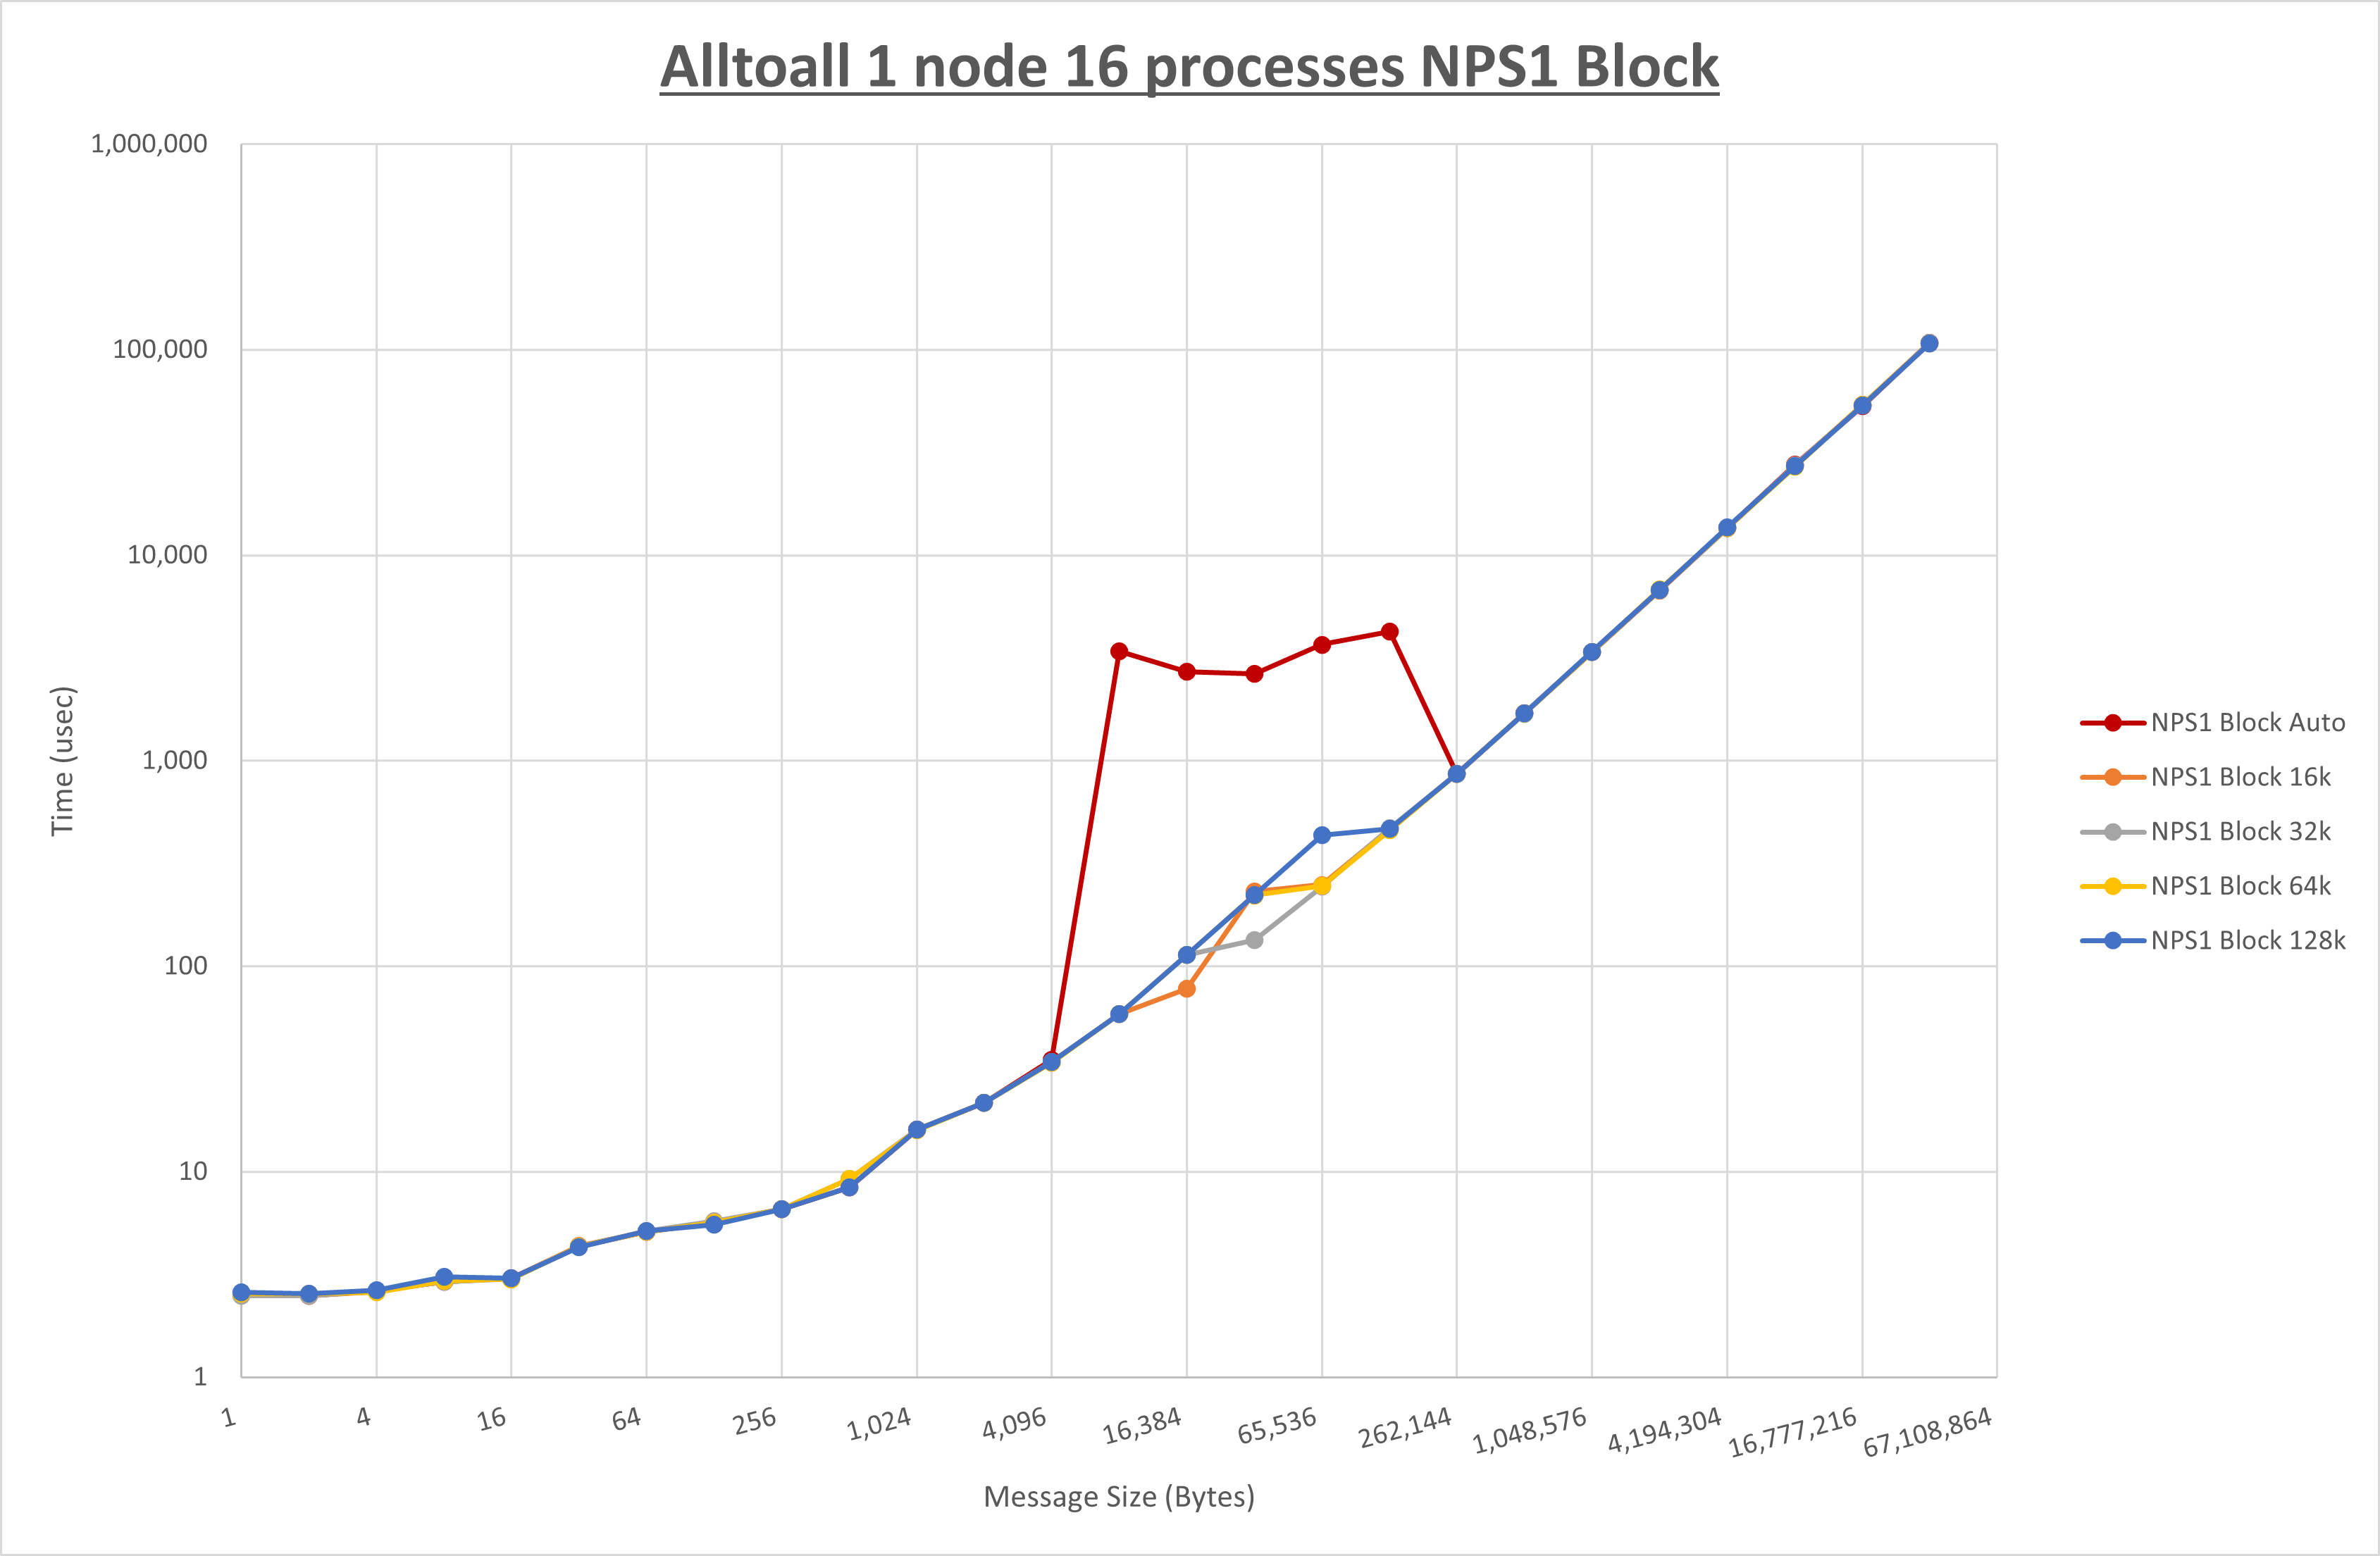 Alltoall 1 node 16 processes NPS1 Block
1,000,000
100,000
10,000
1,000
100
10
1
Time (usec)
1
4
16
64
256
1,024
4,096
16,384
65,536
262,144
1,048,576
4,194,304
16,777,216
67,108,864
Message Size (Bytes)
NPS1 Block Auto
NPS1 Block 16k
NPS1 Block 32k
NPS1 Block 64k
NPS1 Block 128k